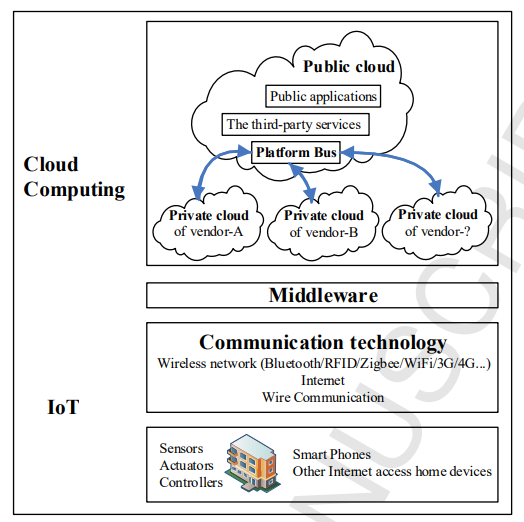 Public cloud
Public applications
The third-party services
Platform Bus
Cloud
Computing
Private cloud
of vendor-A
Private cloud
of vendor-B
Private cloud
of vendor-?
Middleware
Communication technology
Wireless network (Bluetooth/RFID/Zigbee/WiFi/3G/4G...)
Internet
Wire Communication
IoT
Sensors
Actuators
Controllers
Smart Phones
Other Internet access home devices
NUSCRIP